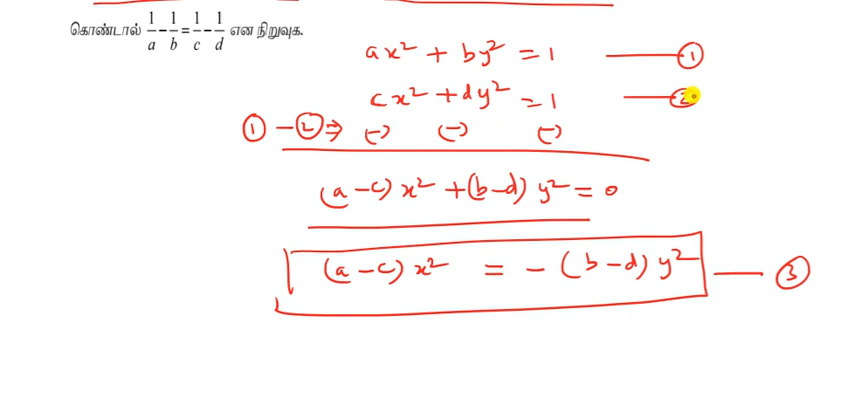 கொண்டால் 1/a - 1/b = 1/c - 1/d என நிறுவுக.
ax² + by² = 1 —— ①
cx² + dy² = 1 —— ②
① - ② ⇒ (-) (-) (-)
(a-c) x² + (b-d) y² = 0
(a-c) x² = - (b-d) y² —— ③